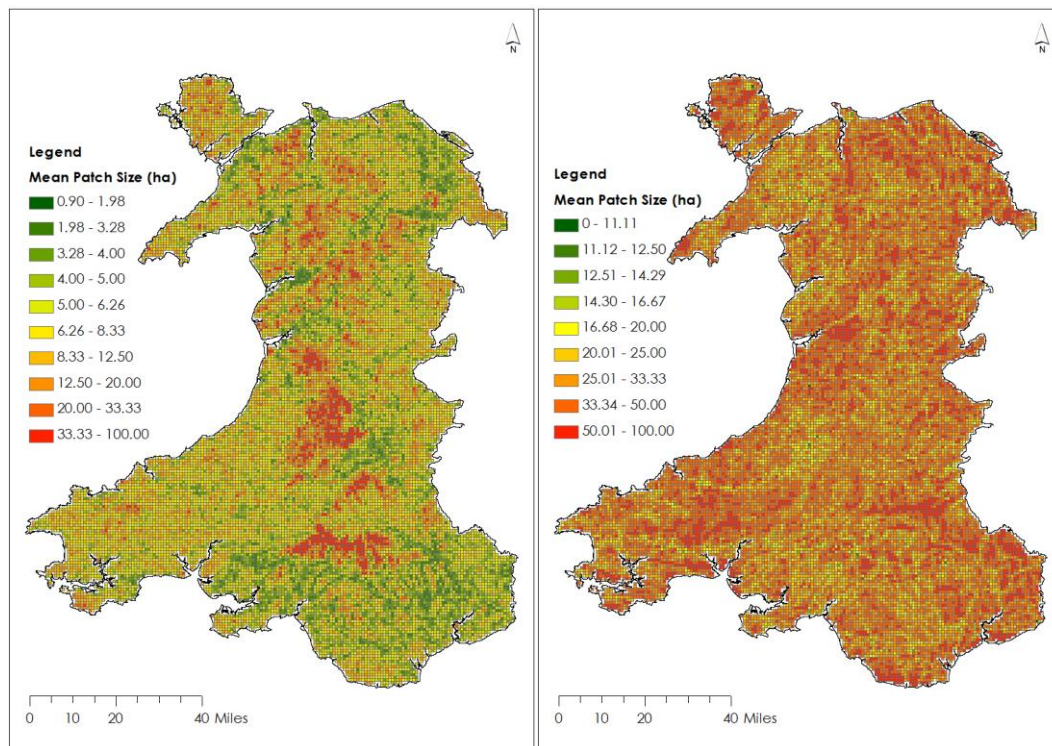 N
Legend
Mean Patch Size (ha)
0.90 - 1.98
1.98 - 3.28
3.28 - 4.00
4.00 - 5.00
5.00 - 6.26
6.26 - 8.33
8.33 - 12.50
12.50 - 20.00
20.00 - 33.33
33.33 - 100.00
0 10 20 40 Miles
N
Legend
Mean Patch Size (ha)
0 - 11.11
11.12 - 12.50
12.51 - 14.29
14.30 - 16.67
16.68 - 20.00
20.01 - 25.00
25.01 - 33.33
33.34 - 50.00
50.01 - 100.00
0 10 20 40 Miles